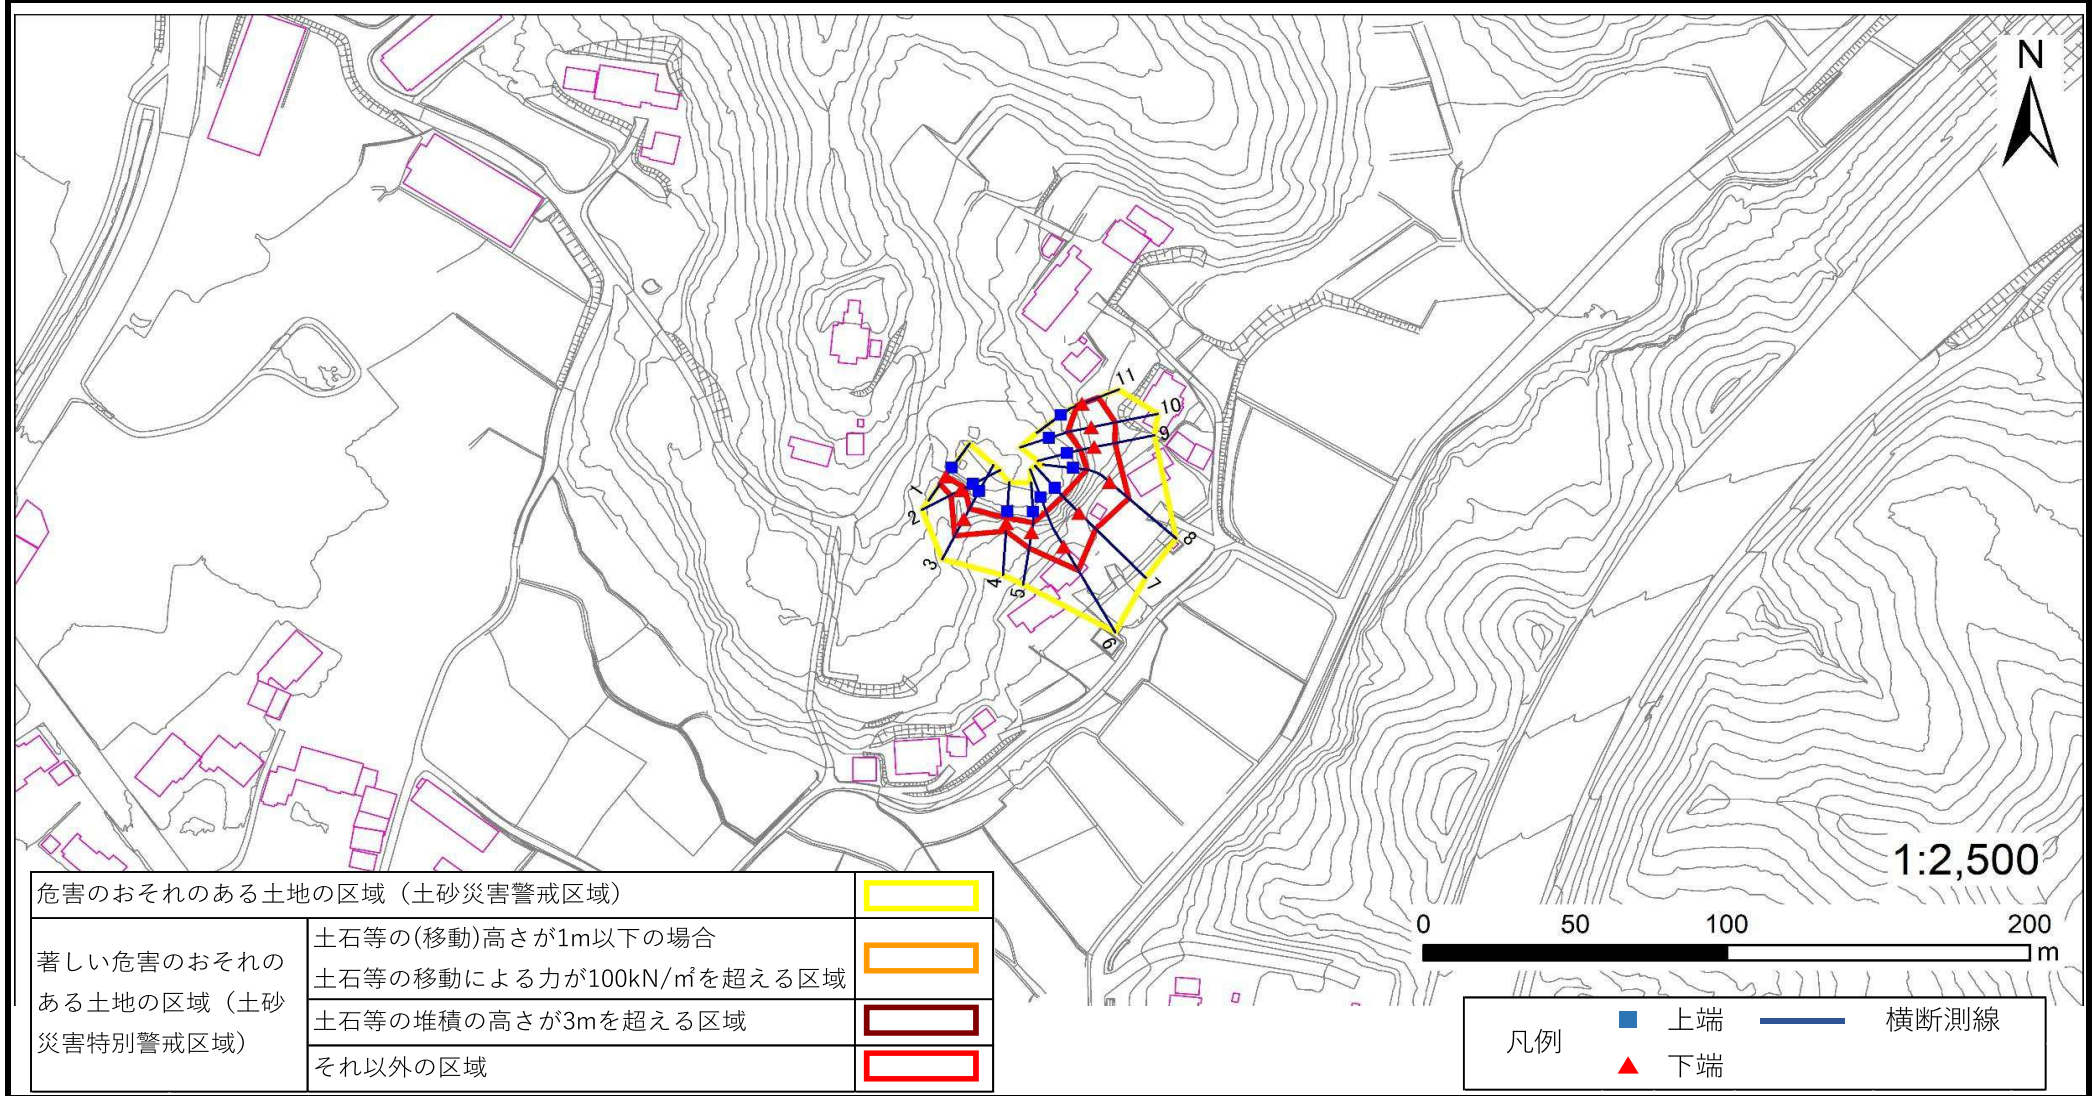 N
11
10
9
1
2
3
4
5
6
7
8
1:2,500
0 50 100 200
m
危害のおそれのある土地の区域（土砂災害警戒区域）
著しい危害のおそれの
ある土地の区域（土砂
災害特別警戒区域）
土石等の(移動)高さが1m以下の場合
土石等の移動による力が100kN/㎡を超える区域
土石等の堆積の高さが3mを超える区域
それ以外の区域
凡例
上端
横断測線
下端